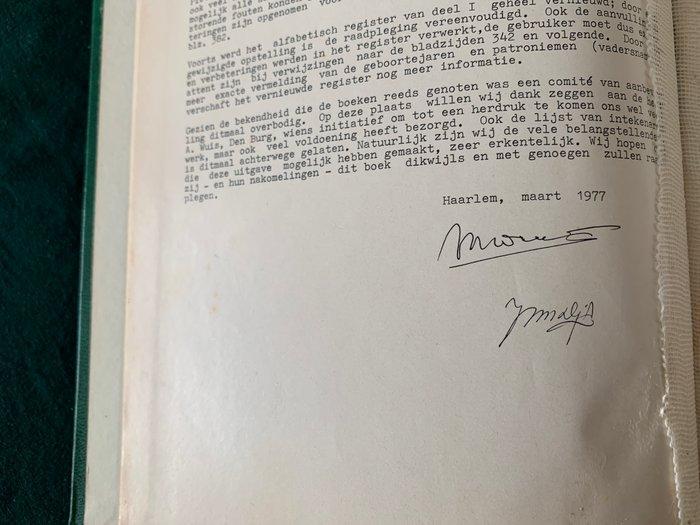 ook veel
mogelijk alle
storende fouten konden
teringen zijn opgenomen
blz. 382.
Voorts werd het alfabetisch register van deel I geheel vernieuwd; door
gewijzigde opstelling is de raadpleging vereenvoudigd. Ook de aanvullin
en verbeteringen werden in het register verwerkt, de gebruiker moet dus
attent zijn bij verwijzingen naar de bladzijden 342 en volgende. Door
meer exacte vermelding van de geboortejaren en patroniemen (vadersna
verschaft het vernieuwde register nog meer informatie.
Gezien de bekendheid die de boeken reeds genoten was een comité van aanbev
ling ditmaal overbodig. Op deze plaats willen wij dank zeggen aan de
A. Wuis, Den Burg, wiens initiatief om tot een herdruk te komen ons wel
werk, maar ook veel voldoening heeft bezorgd. Ook de lijst van intekenar
is ditmaal achterwege gelaten. Natuurlijk zijn wij de vele belangstellende
die deze uitgave mogelijk hebben gemaakt, zeer erkentelijk. Wij hopen
zij - en hun nakomelingen - dit boek dikwijls en met genoegen zullen ra
plegen.
Haarlem, maart 1977